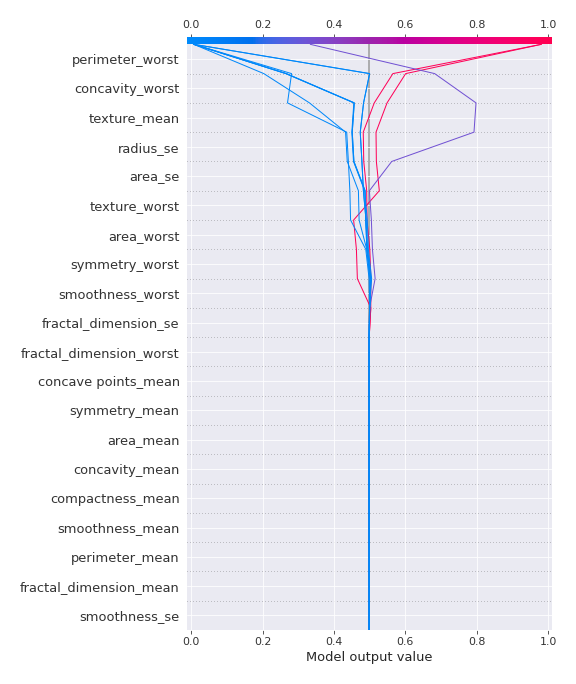 0.0 0.2 0.4 0.6 0.8 1.0
perimeter_worst
concavity_worst
texture_mean
radius_se
area_se
texture_worst
area_worst
symmetry_worst
smoothness_worst
fractal_dimension_se
fractal_dimension_worst
concave points_mean
symmetry_mean
area_mean
concavity_mean
compactness_mean
smoothness_mean
perimeter_mean
fractal_dimension_mean
smoothness_se
0.0 0.2 0.4 0.6 0.8 1.0
Model output value